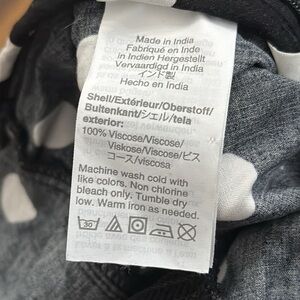 Made in India
Fabriqué en Inde
in Indien Hergestellt
Vervaardigd in India
インド製
Hecho en India
Shell/Extérieur/Oberstoff/
Buitenkant/シェル/tela
exterior:
100% Viscose/Viscose/
Viskose/Viscose/ビス
コース/viscosa
Machine wash cold with
like colors. Non chlorine
bleach only. Tumble dry
low. Warm iron as needed.
30